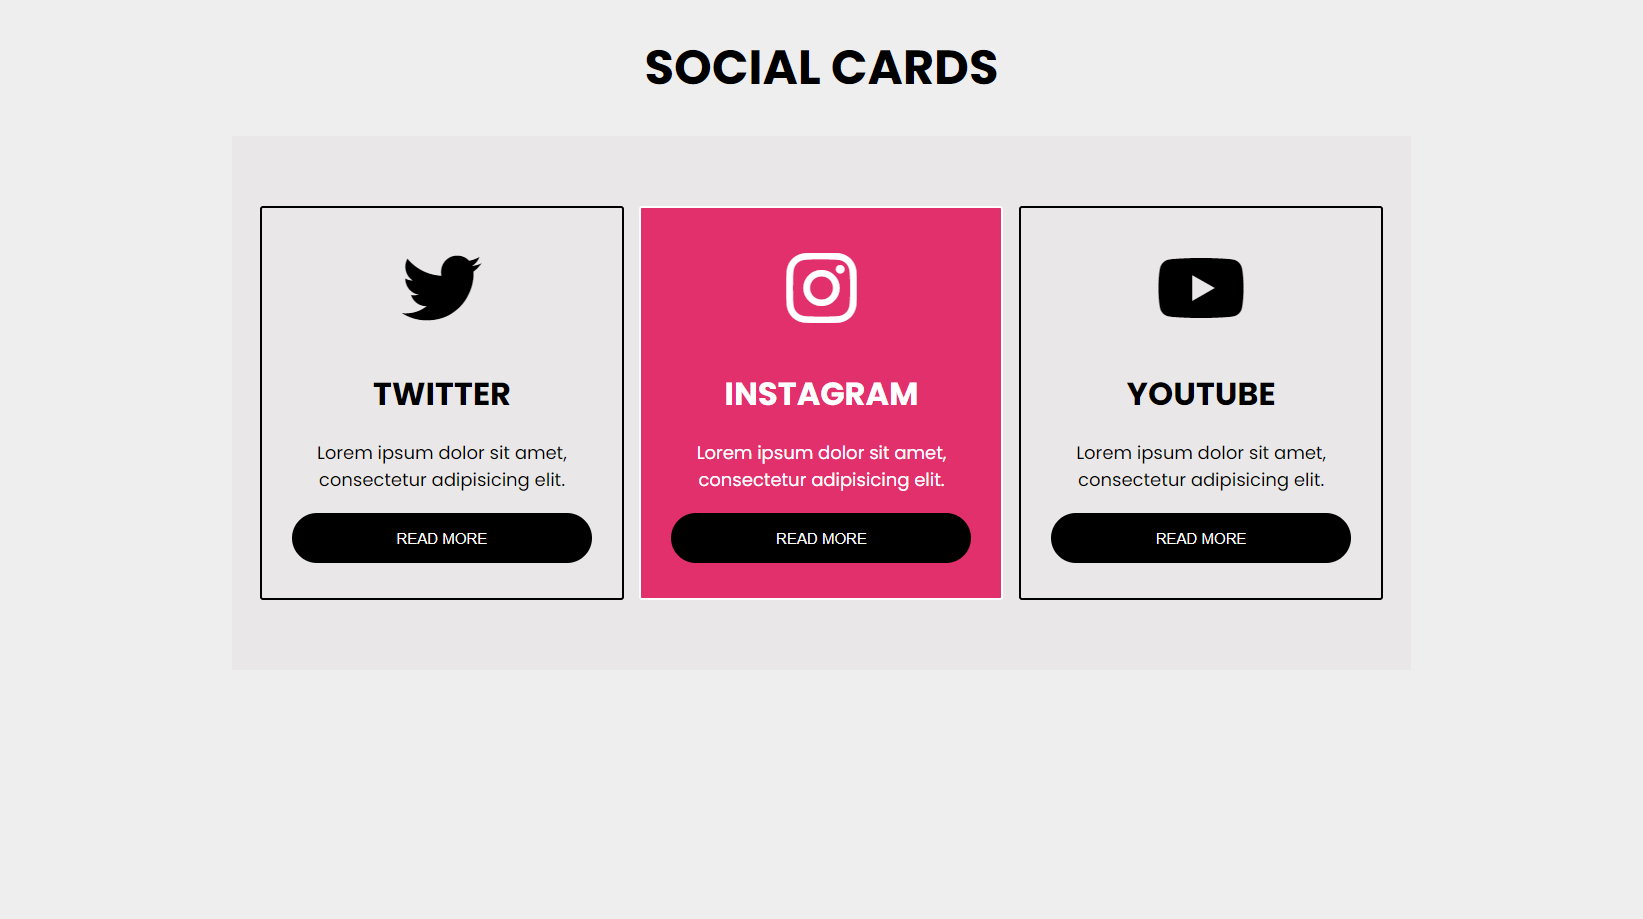 SOCIAL CARDS
TWITTER
Lorem ipsum dolor sit amet,
consectetur adipisicing elit.
READ MORE
INSTAGRAM
Lorem ipsum dolor sit amet,
consectetur adipisicing elit.
READ MORE
YOUTUBE
Lorem ipsum dolor sit amet,
consectetur adipisicing elit.
READ MORE